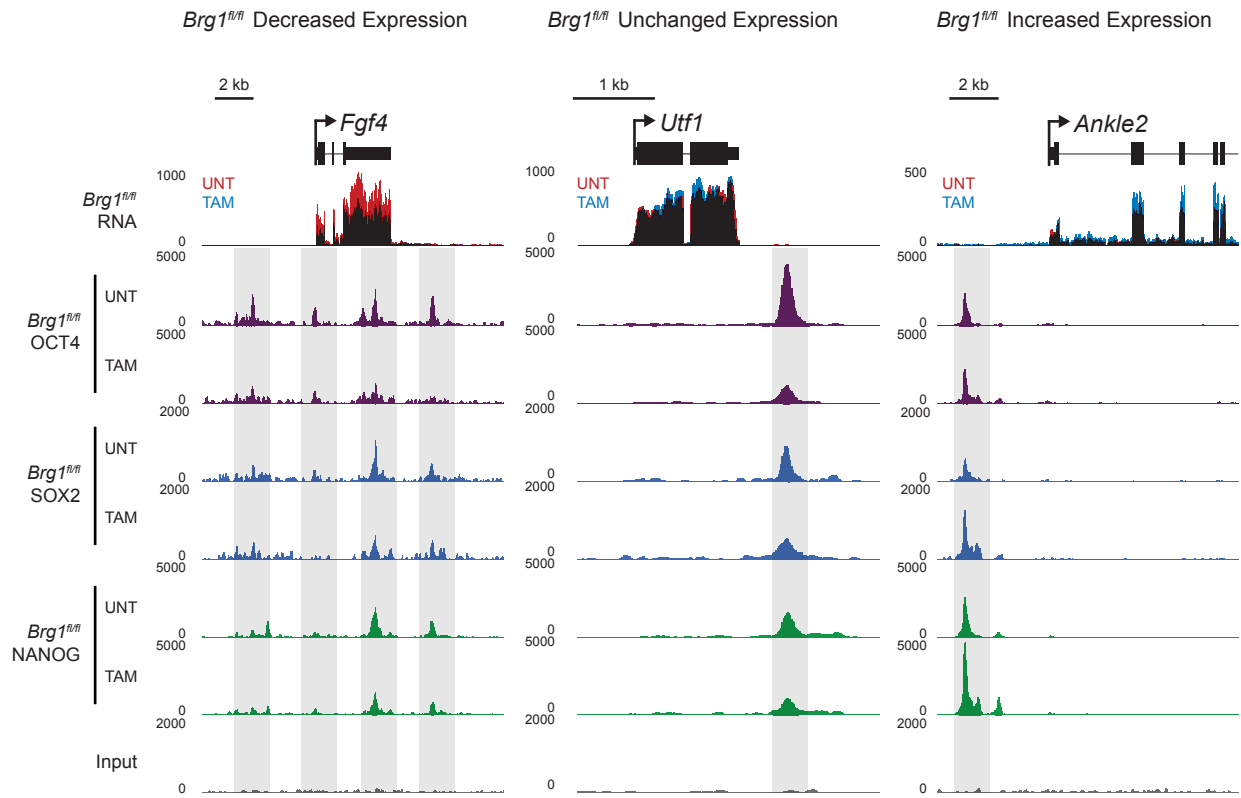 Brg1fl/fl Decreased Expression
Brg1fl/fl Unchanged Expression
Brg1fl/fl Increased Expression
2 kb
1 kb
2 kb
Fgf4
Utf1
Ankle2
Brg1fl/fl
RNA
1000
UNT
TAM
0
1000
UNT
TAM
0
500
UNT
TAM
0
Brg1fl/fl
OCT4
UNT
5000
0
5000
0
5000
0
TAM
5000
0
5000
0
5000
0
Brg1fl/fl
SOX2
UNT
2000
0
2000
0
2000
0
TAM
2000
0
2000
0
2000
0
Brg1fl/fl
NANOG
UNT
5000
0
5000
0
5000
0
TAM
5000
0
5000
0
5000
0
Input
2000
0
2000
0
2000
0